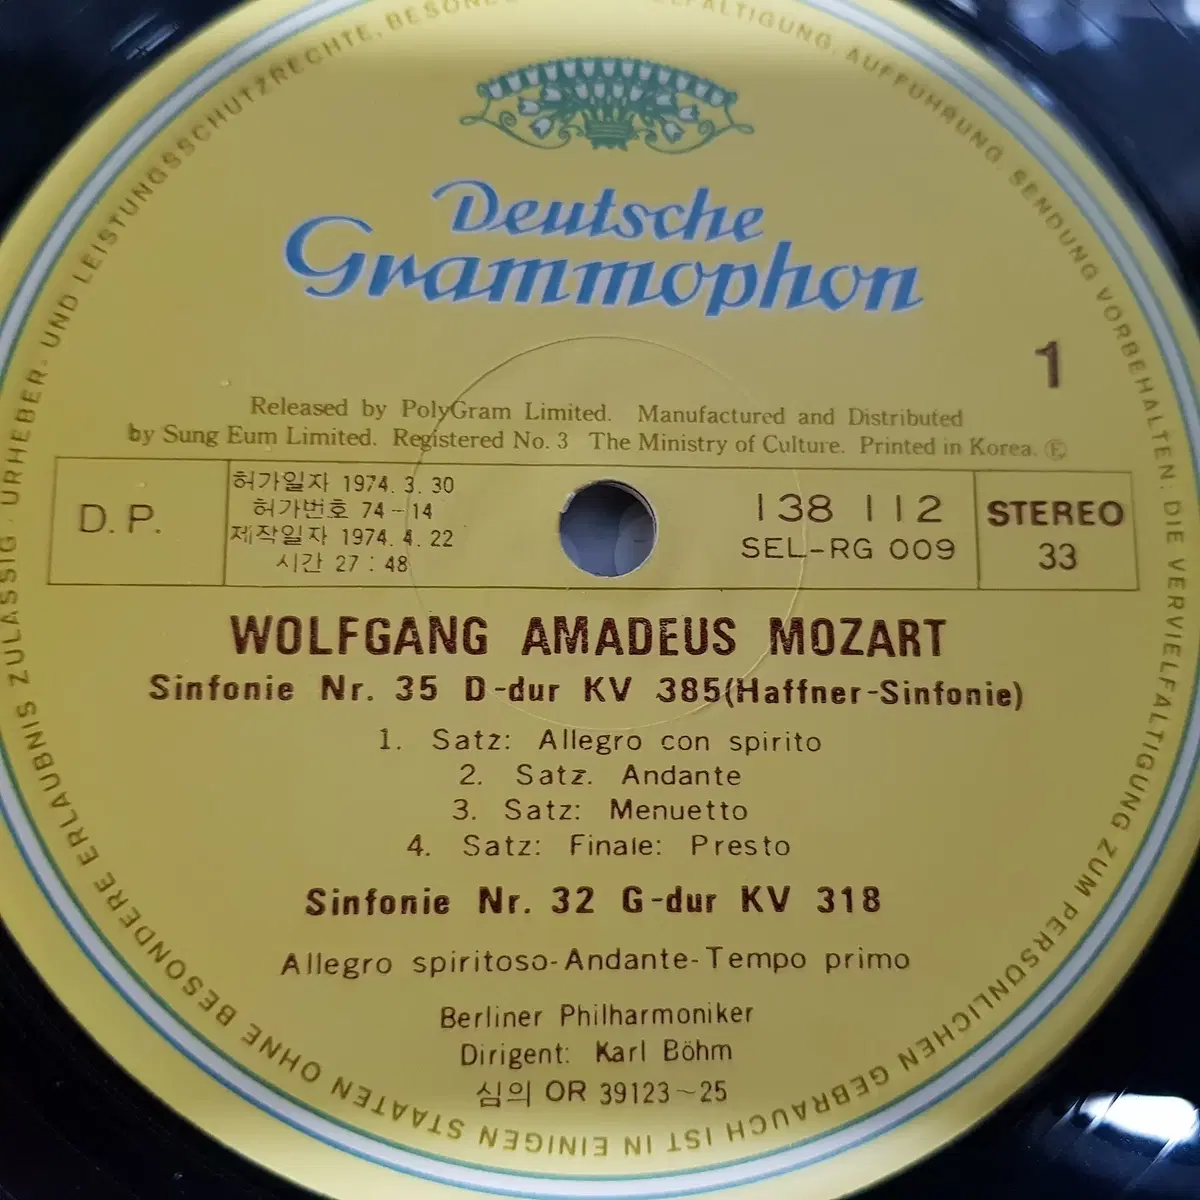 Deutsche
Grammophon
1
Released by PolyGram Limited. Manufactured and Distributed
by Sung Eum Limited. Registered No. 3 The Ministry of Culture. Printed in Korea. Ⓔ
D. P.
허가일자 1974. 3. 30
허가번호 74-14
제작일자 1974. 4. 22
시간 27 : 48
138 112
SEL-RG 009
STEREO
33
WOLFGANG AMADEUS MOZART
Sinfonie Nr. 35 D-dur KV 385(Haffner-Sinfonie)
1. Satz: Allegro con spirito
2. Satz. Andante
3. Satz: Menuetto
4. Satz: Finale: Presto
Sinfonie Nr. 32 G-dur KV 318
Allegro spiritoso-Andante-Tempo primo
Berliner Philharmoniker
Dirigent: Karl Böhm
심의 OR 39123~25
URHEBER- UND LEISTUNGSSCHUTZRECHTE, VERVIELFÄLTIGUNG, AUFFÜHRUNG, SENDUNG VORBEHALTEN; DIE VERVIELFÄLTIGUNG ZUM PERSÖNLICHEN GEBRAUCH IST IN EINIGEN STAATEN OHNE BESONDERE ERLAUBNIS ZULÄSSIG ·